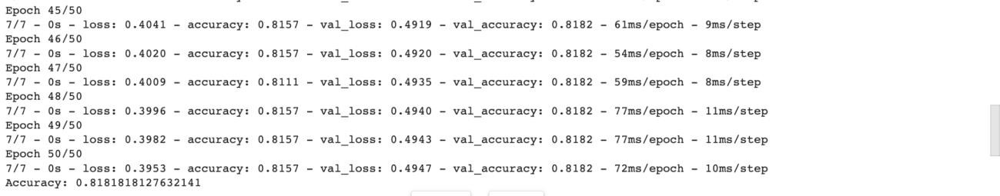 Epoch 45/50
7/7 - 0s - loss: 0.4041 - accuracy: 0.8157 - val_loss: 0.4919 - val_accuracy: 0.8182 - 61ms/epoch - 9ms/step
Epoch 46/50
7/7 - 0s - loss: 0.4020 - accuracy: 0.8157 - val_loss: 0.4920 - val_accuracy: 0.8182 - 54ms/epoch - 8ms/step
Epoch 47/50
7/7 - 0s - loss: 0.4009 - accuracy: 0.8111 - val_loss: 0.4935 - val_accuracy: 0.8182 - 59ms/epoch - 8ms/step
Epoch 48/50
7/7 - 0s - loss: 0.3996 - accuracy: 0.8157 - val_loss: 0.4940 - val_accuracy: 0.8182 - 77ms/epoch - 11ms/step
Epoch 49/50
7/7 - 0s - loss: 0.3982 - accuracy: 0.8157 - val_loss: 0.4943 - val_accuracy: 0.8182 - 77ms/epoch - 11ms/step
Epoch 50/50
7/7 - 0s - loss: 0.3953 - accuracy: 0.8157 - val_loss: 0.4947 - val_accuracy: 0.8182 - 72ms/epoch - 10ms/step
Accuracy: 0.8181818127632141